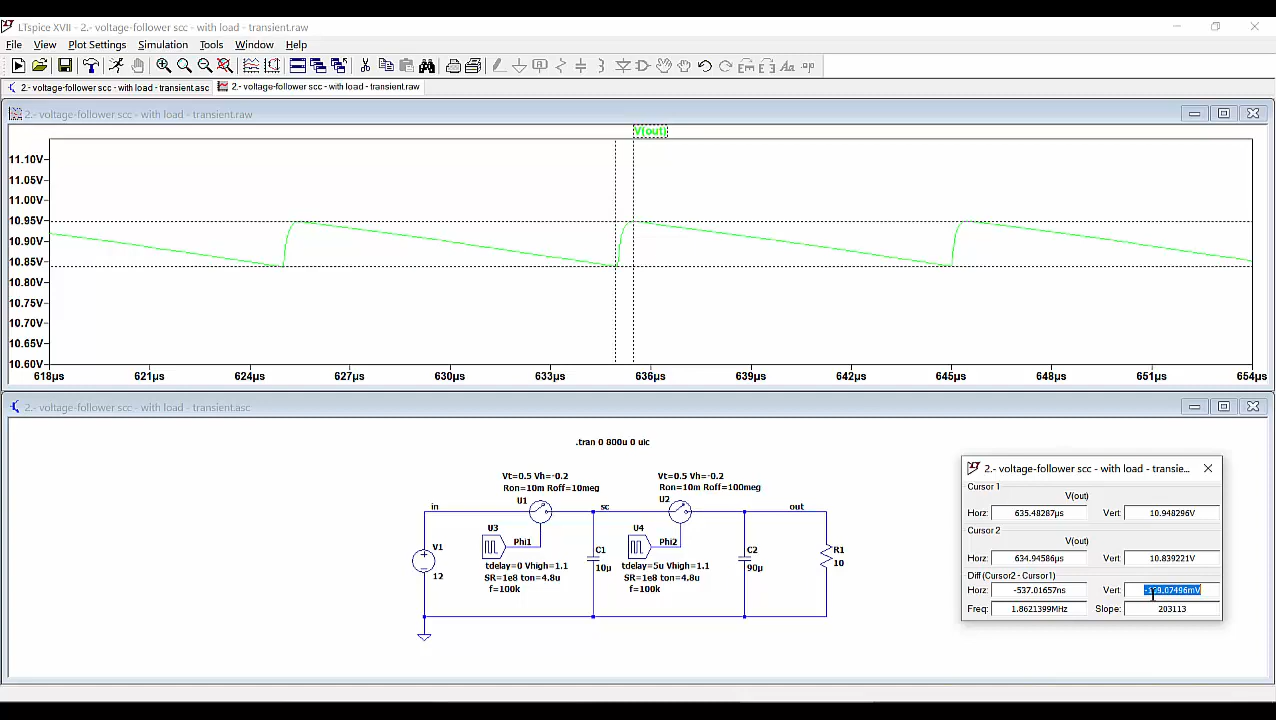 LTspice XVII - 2.- voltage-follower scc - with load - transient.raw
File View Plot Settings Simulation Tools Window Help
2.- voltage-follower scc - with load - transient.asc
2.- voltage-follower scc - with load - transient.raw
2.- voltage-follower scc - with load - transient.raw
V(out)
11.10V
11.05V
11.00V
10.95V
10.90V
10.85V
10.80V
10.75V
10.70V
10.65V
10.60V
618µs 621µs 624µs 627µs 630µs 633µs 636µs 639µs 642µs 645µs 648µs 651µs 654µs
2.- voltage-follower scc - with load - transient.asc
.tran 0 800u 0 uic
Vt=0.5 Vh=-0.2
Ron=10m Roff=10meg
U1
Vt=0.5 Vh=-0.2
Ron=10m Roff=100meg
U2
in
sc
out
V1
12
U3
Phi1
tdelay=0 Vhigh=1.1
SR=1e8 ton=4.8u
f=100k
C1
10µ
U4
Phi2
tdelay=5u Vhigh=1.1
SR=1e8 ton=4.8u
f=100k
C2
90µ
R1
10
2.- voltage-follower scc - with load - transie...
Cursor 1
V(out)
Horz: 635.48287µs Vert: 10.948296V
Cursor 2
V(out)
Horz: 634.94586µs Vert: 10.839221V
Diff (Cursor2 - Cursor1)
Horz: -537.01657ns Vert:
Freq: 1.8621399MHz Slope: 203113